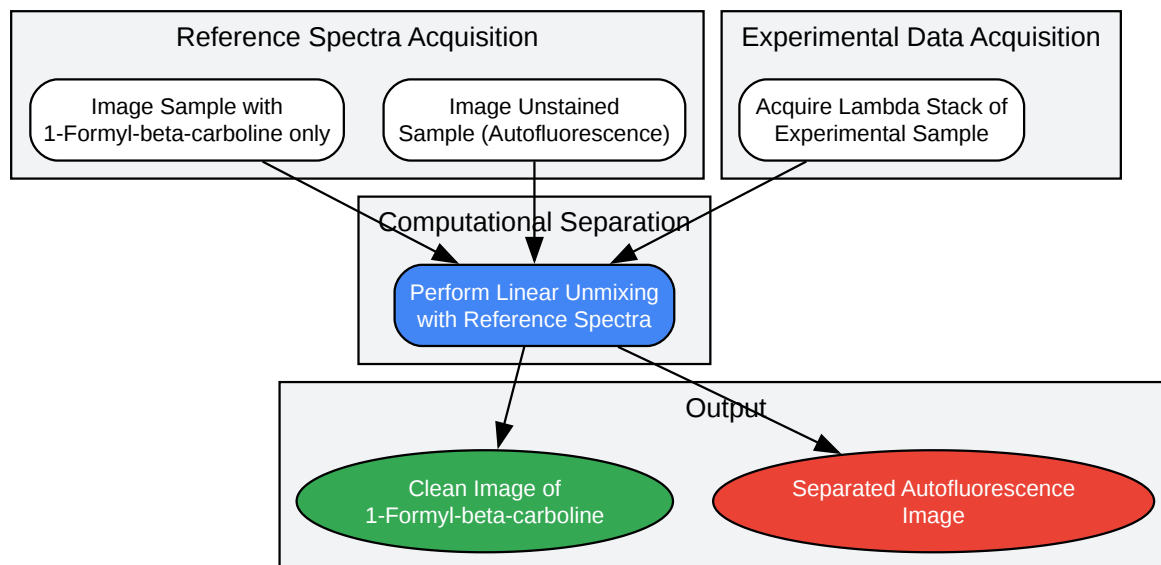 Reference Spectra Acquisition
Experimental Data Acquisition
Image Sample with
1-Formyl-beta-carboline only
Image Unstained
Sample (Autofluorescence)
Acquire Lambda Stack of
Experimental Sample
Computational Separation
Perform Linear Unmixing
with Reference Spectra
Output
Clean Image of
1-Formyl-beta-carboline
Separated Autofluorescence
Image